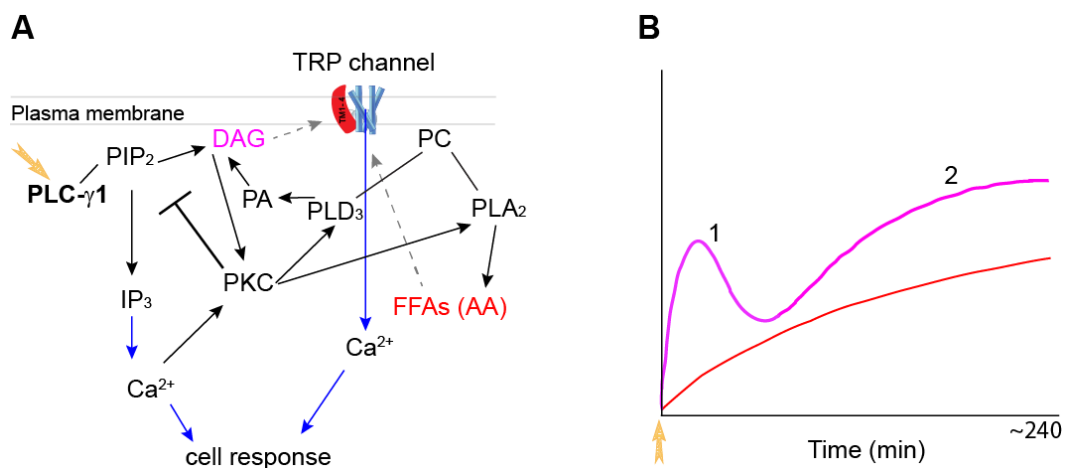 A
B
TRP channel
TM1-4
Plasma membrane
DAG
PC
PIP₂
PLC-γ1
PA
PLD₃
PLA₂
PKC
IP₃
FFAs (AA)
Ca²⁺
Ca²⁺
cell response
1
2
~240
Time (min)